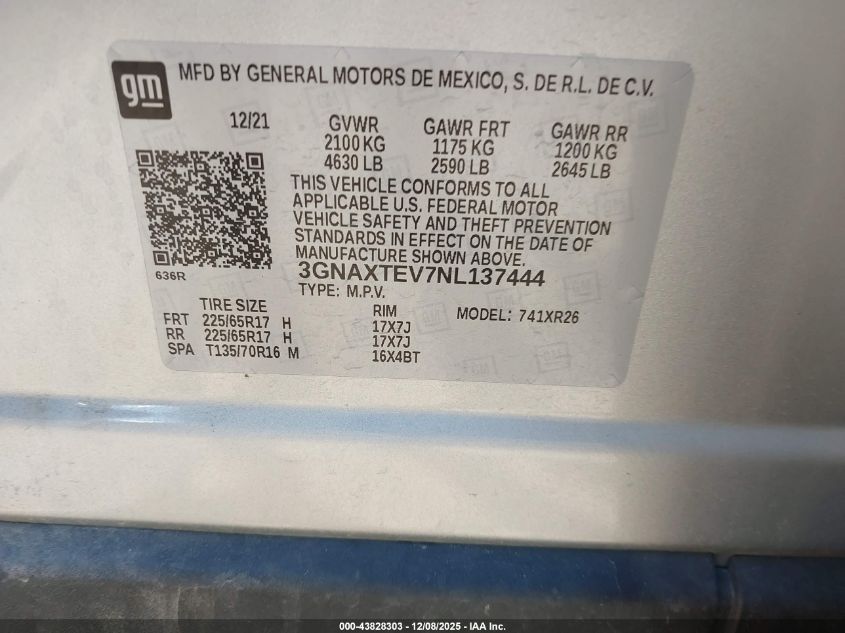 gm
MFD BY GENERAL MOTORS DE MEXICO, S. DE R.L. DE C.V.
12/21 GVWR GAWR FRT GAWR RR
2100 KG 1175 KG 1200 KG
4630 LB 2590 LB 2645 LB
THIS VEHICLE CONFORMS TO ALL
APPLICABLE U.S. FEDERAL MOTOR
VEHICLE SAFETY AND THEFT PREVENTION
STANDARDS IN EFFECT ON THE DATE OF
MANUFACTURE SHOWN ABOVE.
636R
3GNAXTEV7NL137444
TYPE: M.P.V.
TIRE SIZE RIM MODEL: 741XR26
FRT 225/65R17 H 17X7J
RR 225/65R17 H 17X7J
SPA T135/70R16 M 16X4BT
000-43828303 - 12/08/2025 - IAA Inc.